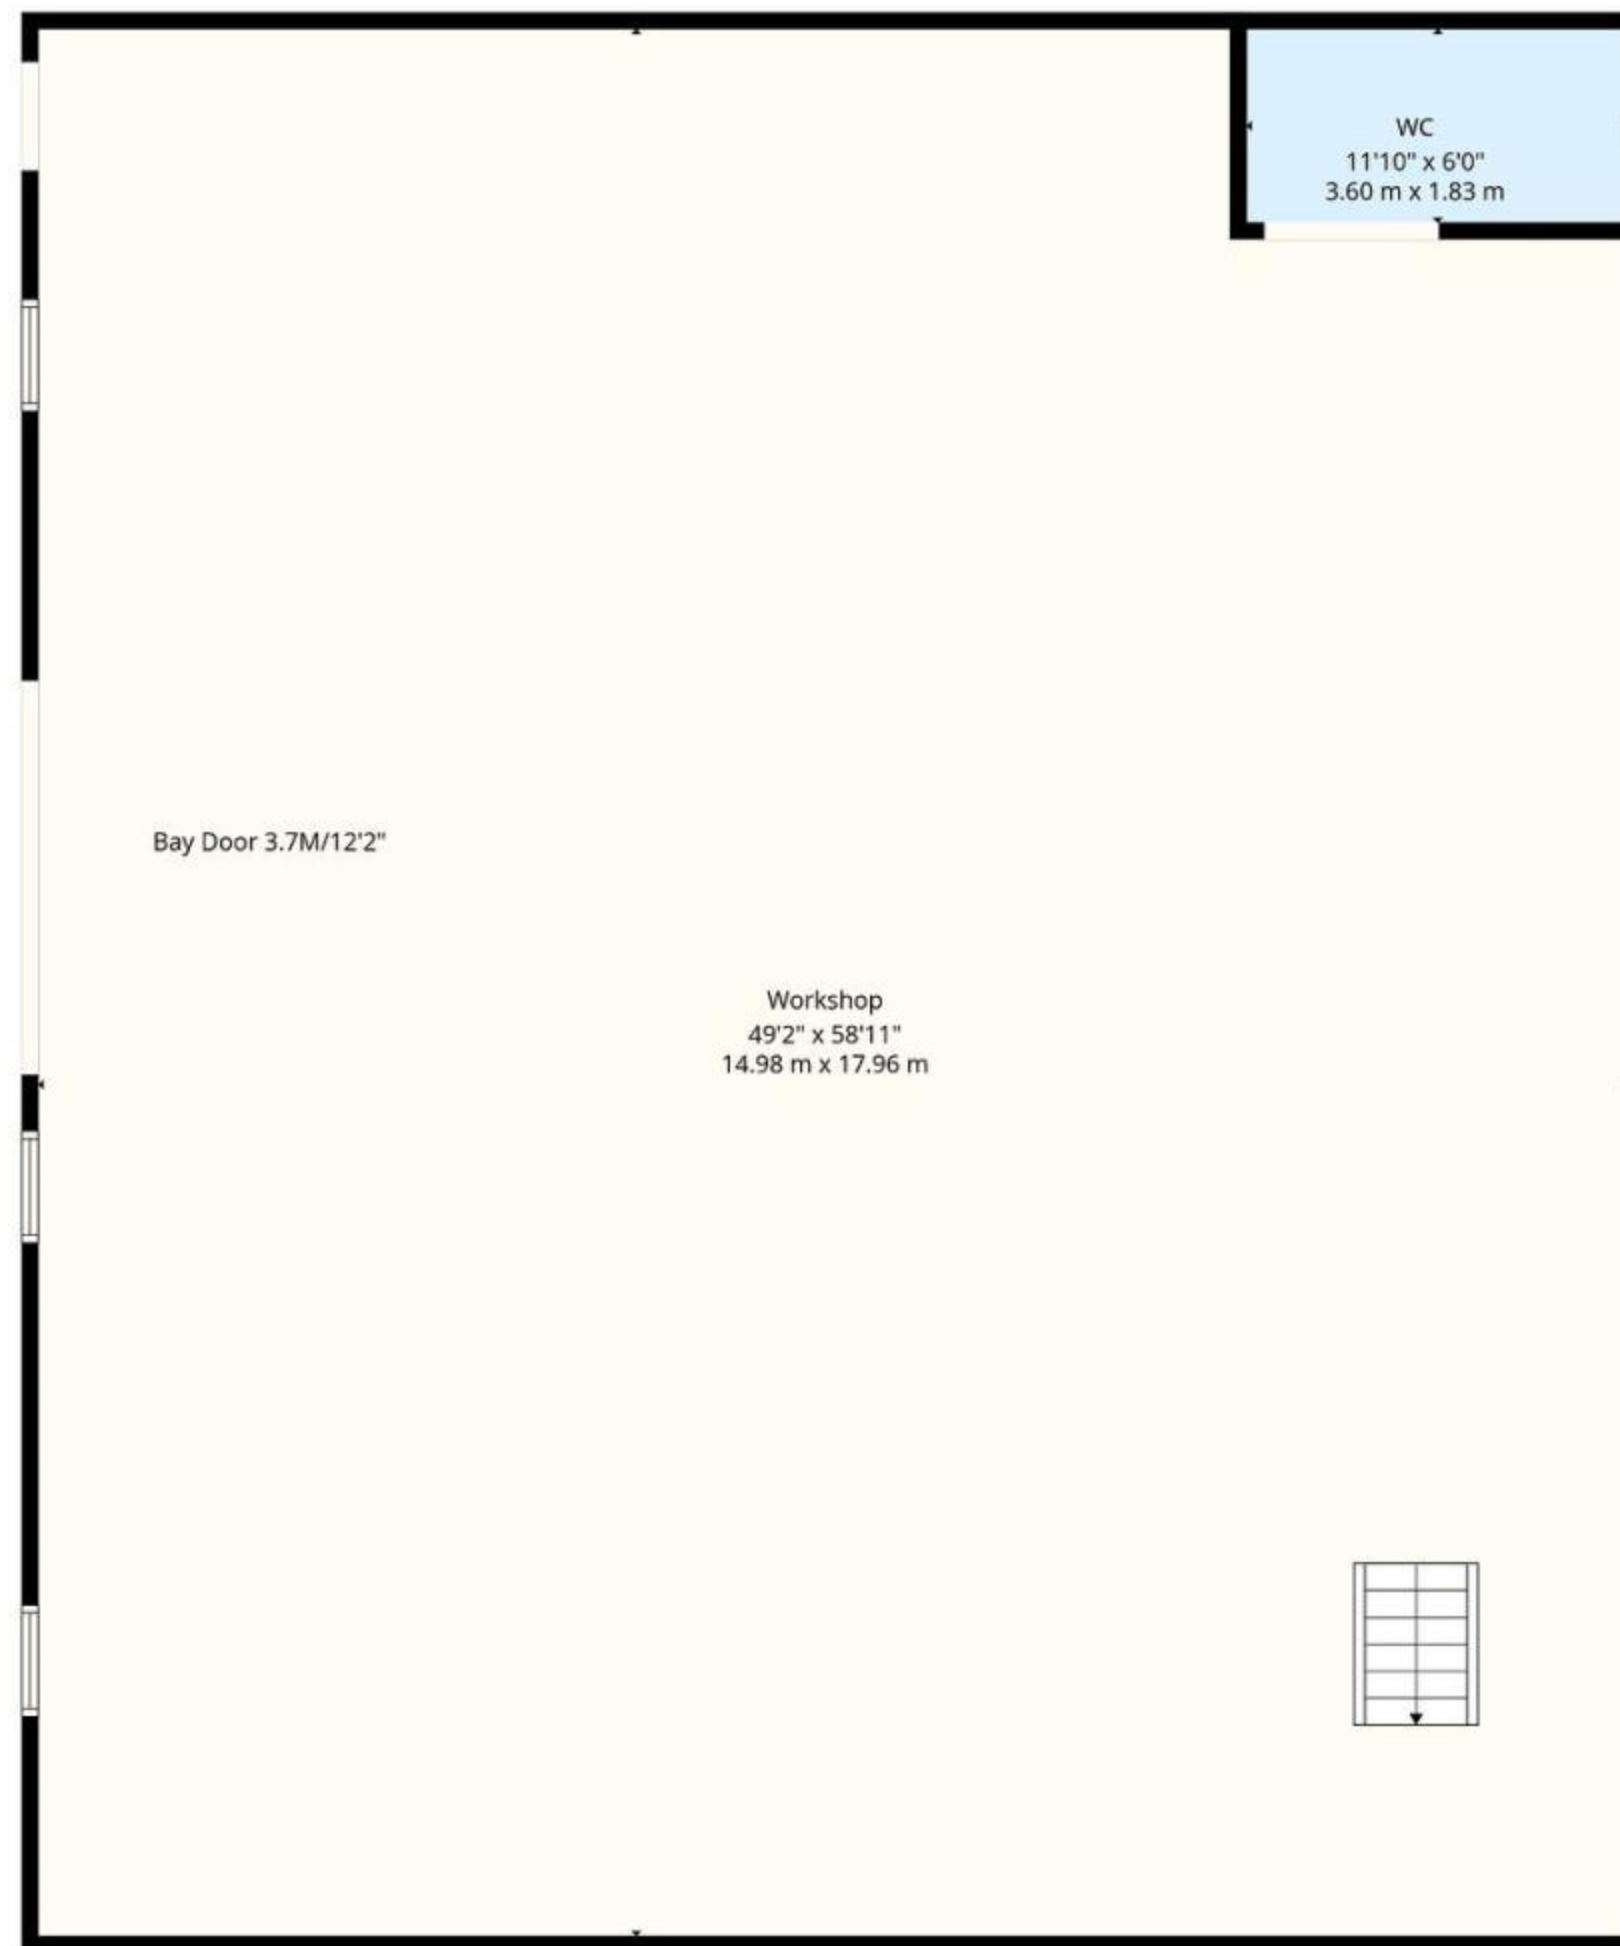 WC
11'10" x 6'0"
3.60 m x 1.83 m
Bay Door 3.7M/12'2"
Workshop
49'2" x 58'11"
14.98 m x 17.96 m